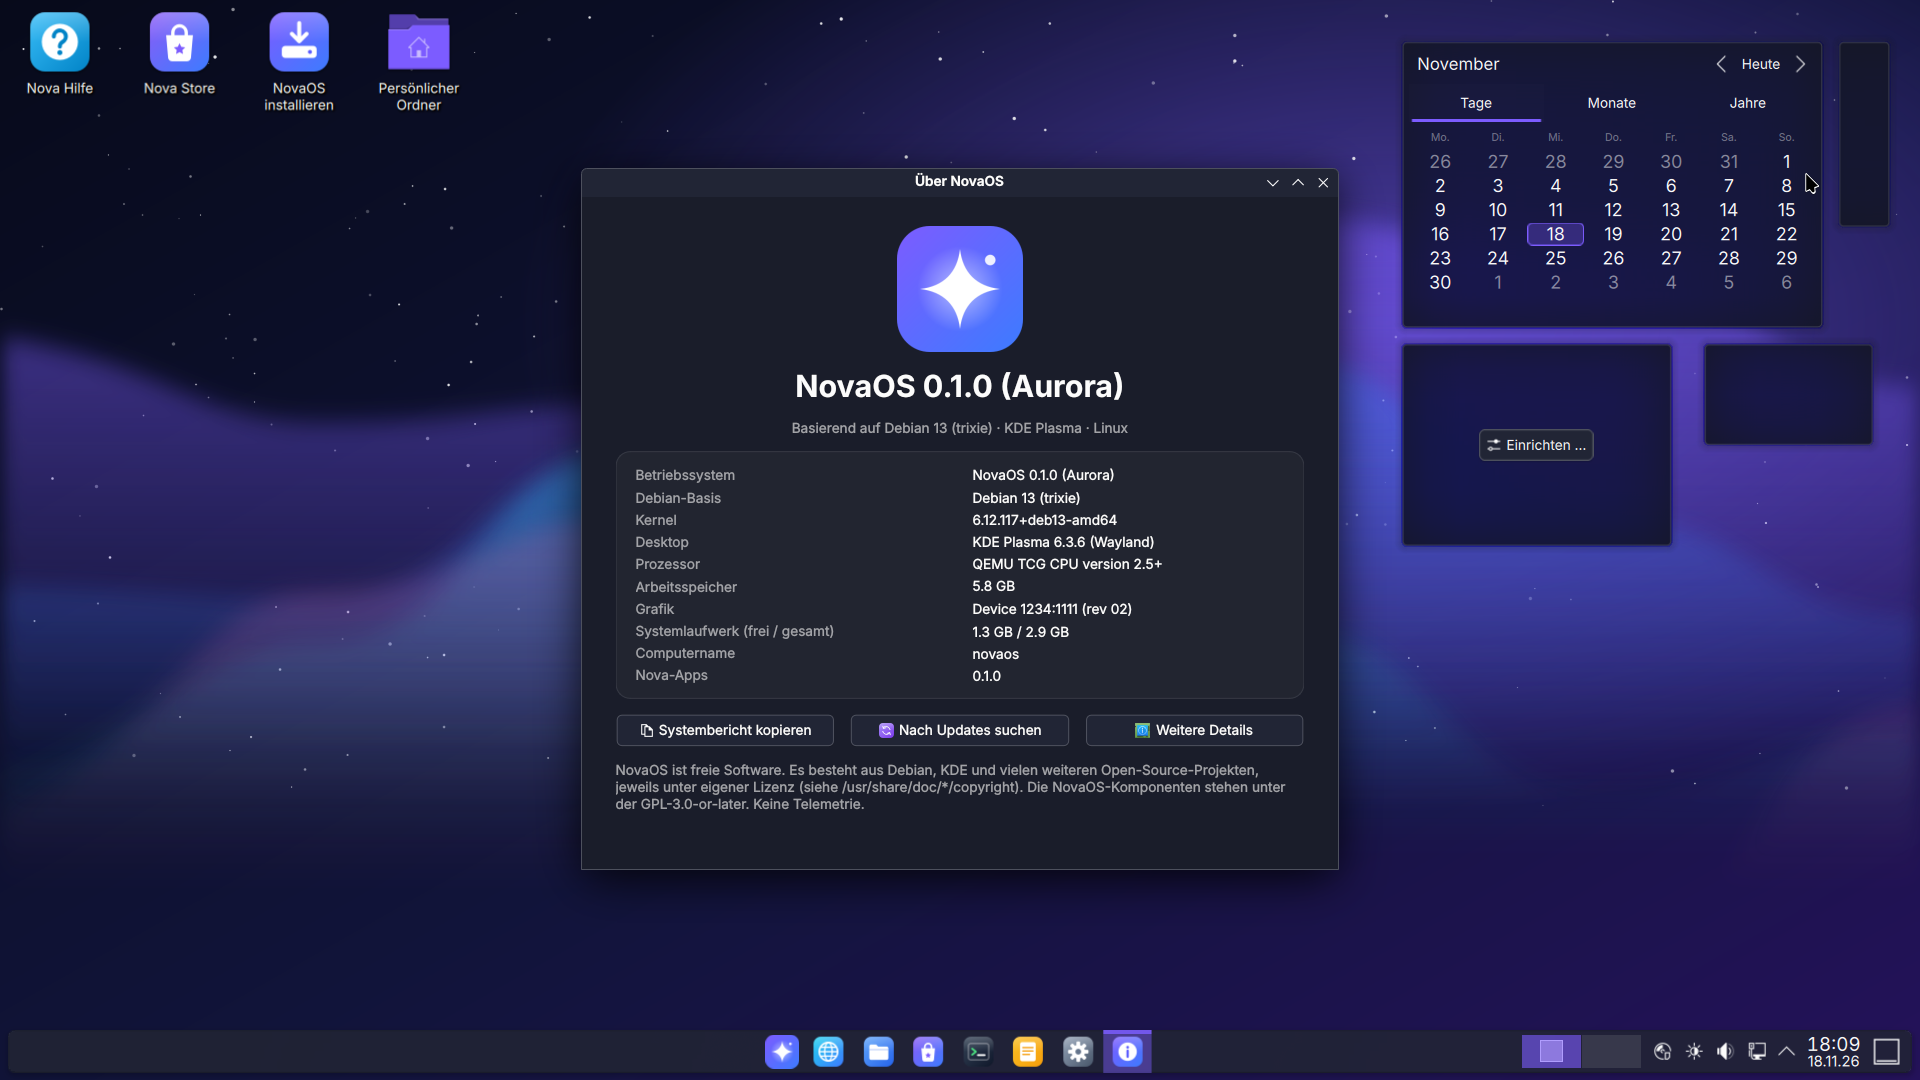 Nova Hilfe
Nova Store
NovaOS
installieren
Persönlicher
Ordner
November
Heute
Tage Monate Jahre
Mo. Di. Mi. Do. Fr. Sa. So.
26 27 28 29 30 31 1
2 3 4 5 6 7 8
9 10 11 12 13 14 15
16 17 18 19 20 21 22
23 24 25 26 27 28 29
30 1 2 3 4 5 6
Einrichten ...
Über NovaOS
NovaOS 0.1.0 (Aurora)
Basierend auf Debian 13 (trixie) · KDE Plasma · Linux
Betriebssystem NovaOS 0.1.0 (Aurora)
Debian-Basis Debian 13 (trixie)
Kernel 6.12.117+deb13-amd64
Desktop KDE Plasma 6.3.6 (Wayland)
Prozessor QEMU TCG CPU version 2.5+
Arbeitsspeicher 5.8 GB
Grafik Device 1234:1111 (rev 02)
Systemlaufwerk (frei / gesamt) 1.3 GB / 2.9 GB
Computername novaos
Nova-Apps 0.1.0
Systembericht kopieren Nach Updates suchen Weitere Details
NovaOS ist freie Software. Es besteht aus Debian, KDE und vielen weiteren Open-Source-Projekten,
jeweils unter eigener Lizenz (siehe /usr/share/doc/*/copyright). Die NovaOS-Komponenten stehen unter
der GPL-3.0-or-later. Keine Telemetrie.
18:09
18.11.26